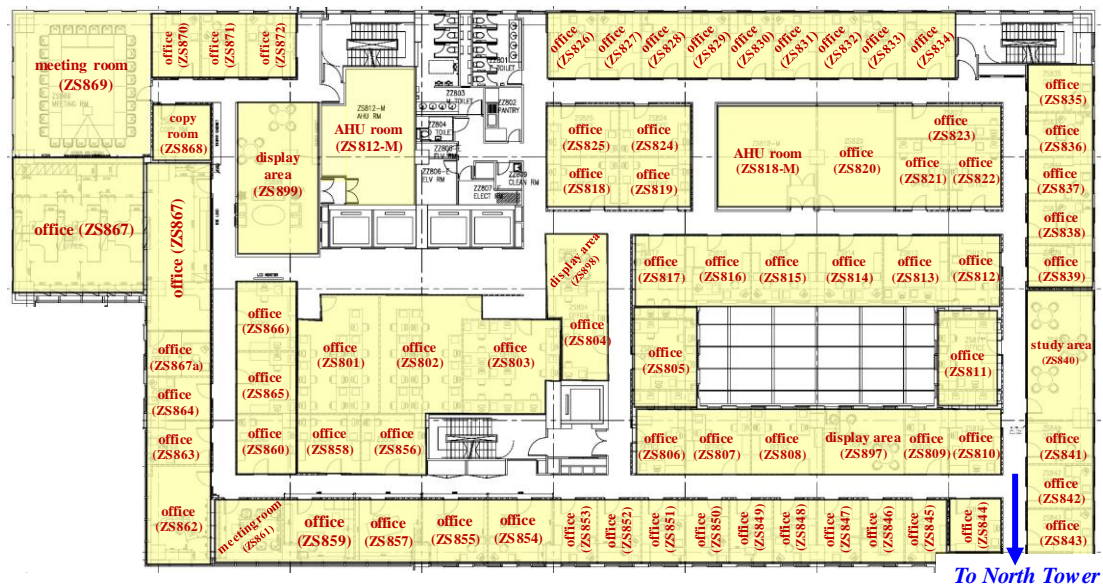 office
(ZS870)
office
(ZS871)
office
(ZS872)
meeting room
(ZS869)
copy
room
(ZS868)
display
area
(ZS899)
ZS812-M
AHU RM
AHU room
(ZS812-M)
ZZ801
F.TOILET
ZZ803
M.TOILET
ZZ802
PANTRY
ZZ804
TOILET
ELV RM
ZZ806-E
ELV RM
ZZ809
CLEAN RM
ZZ807-E
ELECT RM
office
(ZS826)
office
(ZS827)
office
(ZS828)
office
(ZS829)
office
(ZS830)
office
(ZS831)
office
(ZS832)
office
(ZS833)
office
(ZS834)
office
(ZS835)
office
(ZS836)
office
(ZS837)
office
(ZS838)
office
(ZS839)
office
(ZS825)
office
(ZS824)
office
(ZS818)
office
(ZS819)
AHU room
(ZS818-M)
office
(ZS820)
office
(ZS823)
office
(ZS821)
office
(ZS822)
office (ZS867)
office (ZS867)
office
(ZS867a)
office
(ZS864)
office
(ZS863)
office
(ZS862)
office
(ZS866)
office
(ZS865)
office
(ZS860)
office
(ZS801)
office
(ZS802)
office
(ZS803)
office
(ZS858)
office
(ZS856)
display area
(ZS898)
office
(ZS804)
office
(ZS817)
office
(ZS816)
office
(ZS815)
office
(ZS814)
office
(ZS813)
office
(ZS812)
office
(ZS805)
office
(ZS811)
study area
(ZS840)
office
(ZS806)
office
(ZS807)
office
(ZS808)
display area
(ZS897)
office
(ZS809)
office
(ZS810)
office
(ZS841)
office
(ZS842)
office
(ZS843)
meeting room
(ZS861)
office
(ZS859)
office
(ZS857)
office
(ZS855)
office
(ZS854)
office
(ZS853)
office
(ZS852)
office
(ZS851)
office
(ZS850)
office
(ZS849)
office
(ZS848)
office
(ZS847)
office
(ZS846)
office
(ZS845)
office
(ZS844)
To North Tower